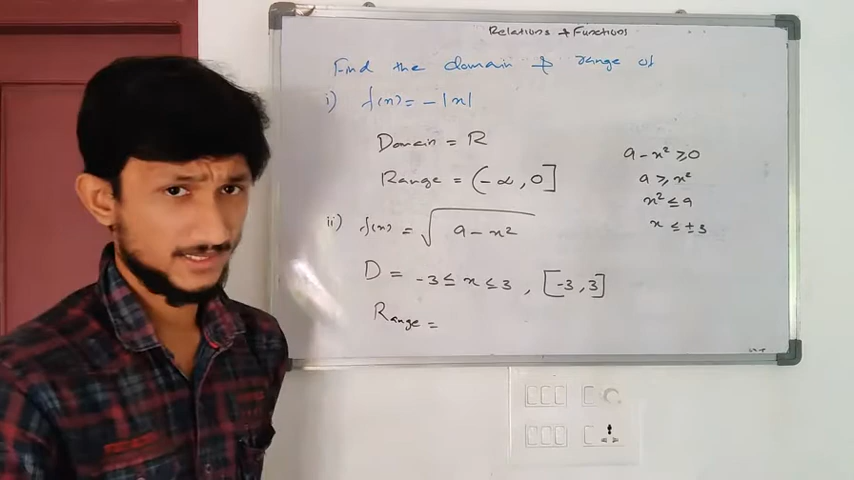 Relations & Functions
Find the domain & range of
i) f(x) = -|x|
Domain = R
Range = (-∞, 0]
ii) f(x) = √(9 - x²)
D = -3 ≤ x ≤ 3, [-3, 3]
Range =
9 - x² ≥ 0
9 ≥ x²
x² ≤ 9
x ≤ ±3